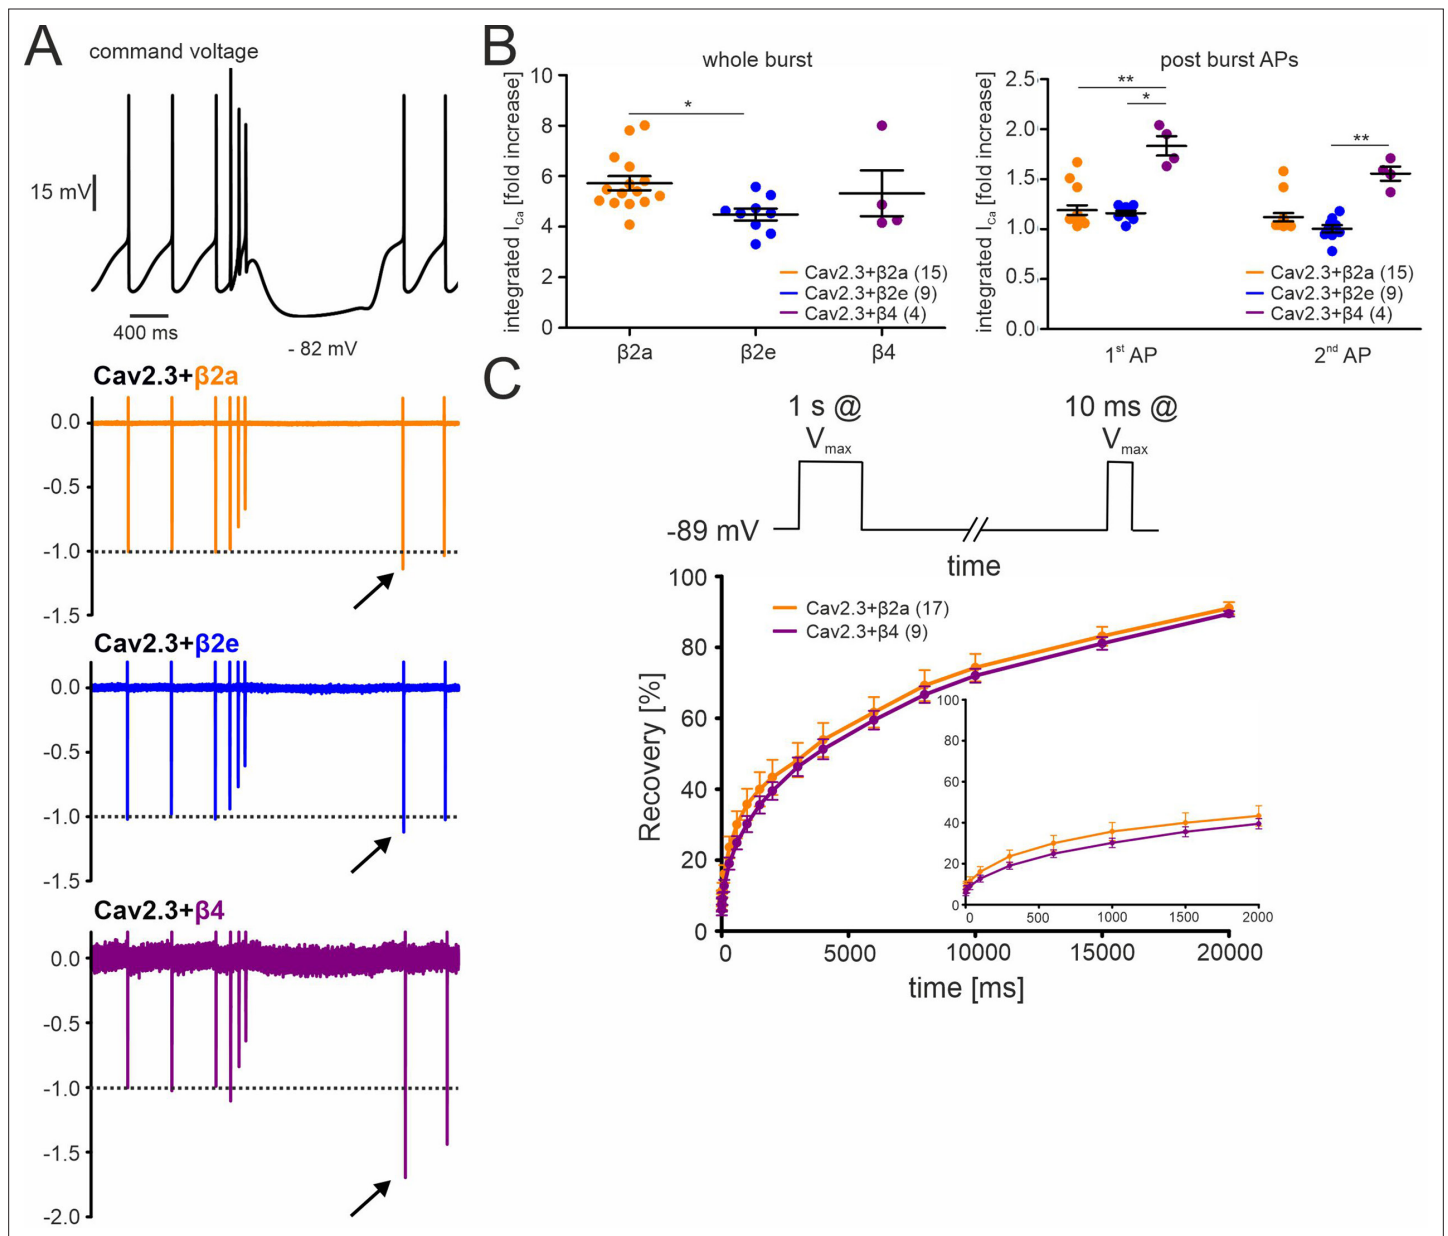 A
command voltage
15 mV
400 ms
- 82 mV
Cav2.3+β2a
0.0
-0.5
-1.0
-1.5
Cav2.3+β2e
0.0
-0.5
-1.0
-1.5
Cav2.3+β4
0.0
-0.5
-1.0
-1.5
-2.0
B
whole burst
integrated I_Ca [fold increase]
10
8
6
4
2
0
*
Cav2.3+β2a (15)
Cav2.3+β2e (9)
Cav2.3+β4 (4)
β2a
β2e
β4
post burst APs
integrated I_Ca [fold increase]
2.5
2.0
1.5
1.0
0.5
0.0
**
*
**
Cav2.3+β2a (15)
Cav2.3+β2e (9)
Cav2.3+β4 (4)
1st AP
2nd AP
C
1 s @
Vmax
10 ms @
Vmax
-89 mV
time
Recovery [%]
100
80
60
40
20
0
Cav2.3+β2a (17)
Cav2.3+β4 (9)
100
80
60
40
20
0
0
500
1000
1500
2000
0
5000
10000
15000
20000
time [ms]